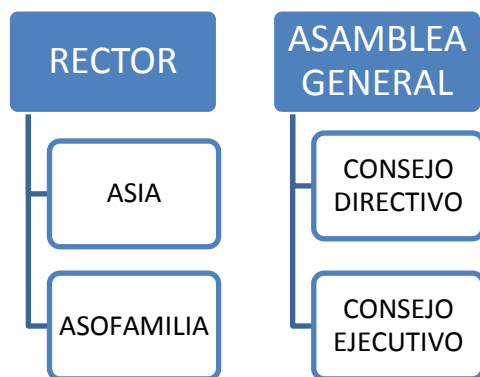 RECTOR
ASIA
ASOFAMILIA
ASAMBLEA
GENERAL
CONSEJO
DIRECTIVO
CONSEJO
EJECUTIVO